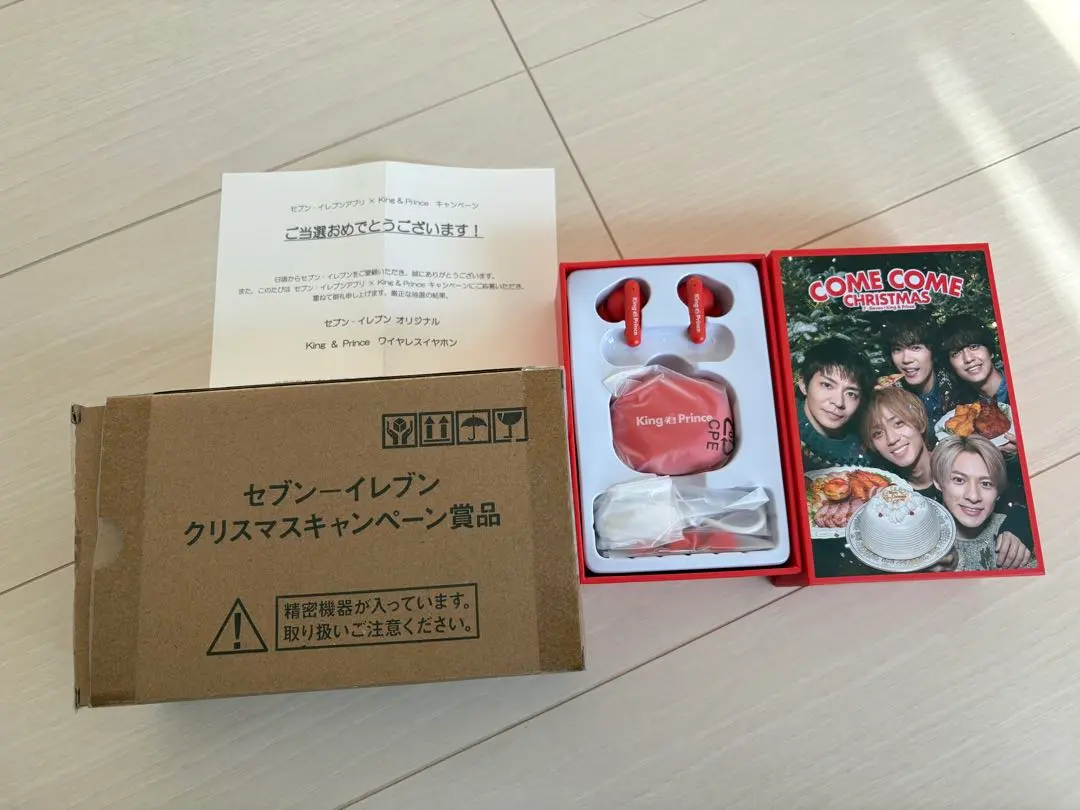 セブン‐イレブンアプリ × King & Prince キャンペーン
ご当選おめでとうございます！
日頃からセブン‐イレブンをご愛顧いただき、誠にありがとうございます。
また、このたびは セブン‐イレブンアプリ × King & Prince キャンペーンにご応募いただき、
重ねて御礼申し上げます。厳正な抽選の結果、
セブン‐イレブン オリジナル
King & Prince ワイヤレスイヤホン
セブン－イレブン
クリスマスキャンペーン賞品
精密機器が入っています。
取り扱いご注意ください。
King & Prince
King & Prince
King & Prince
CPE
COME COME
CHRISTMAS
7-Eleven×King & Prince